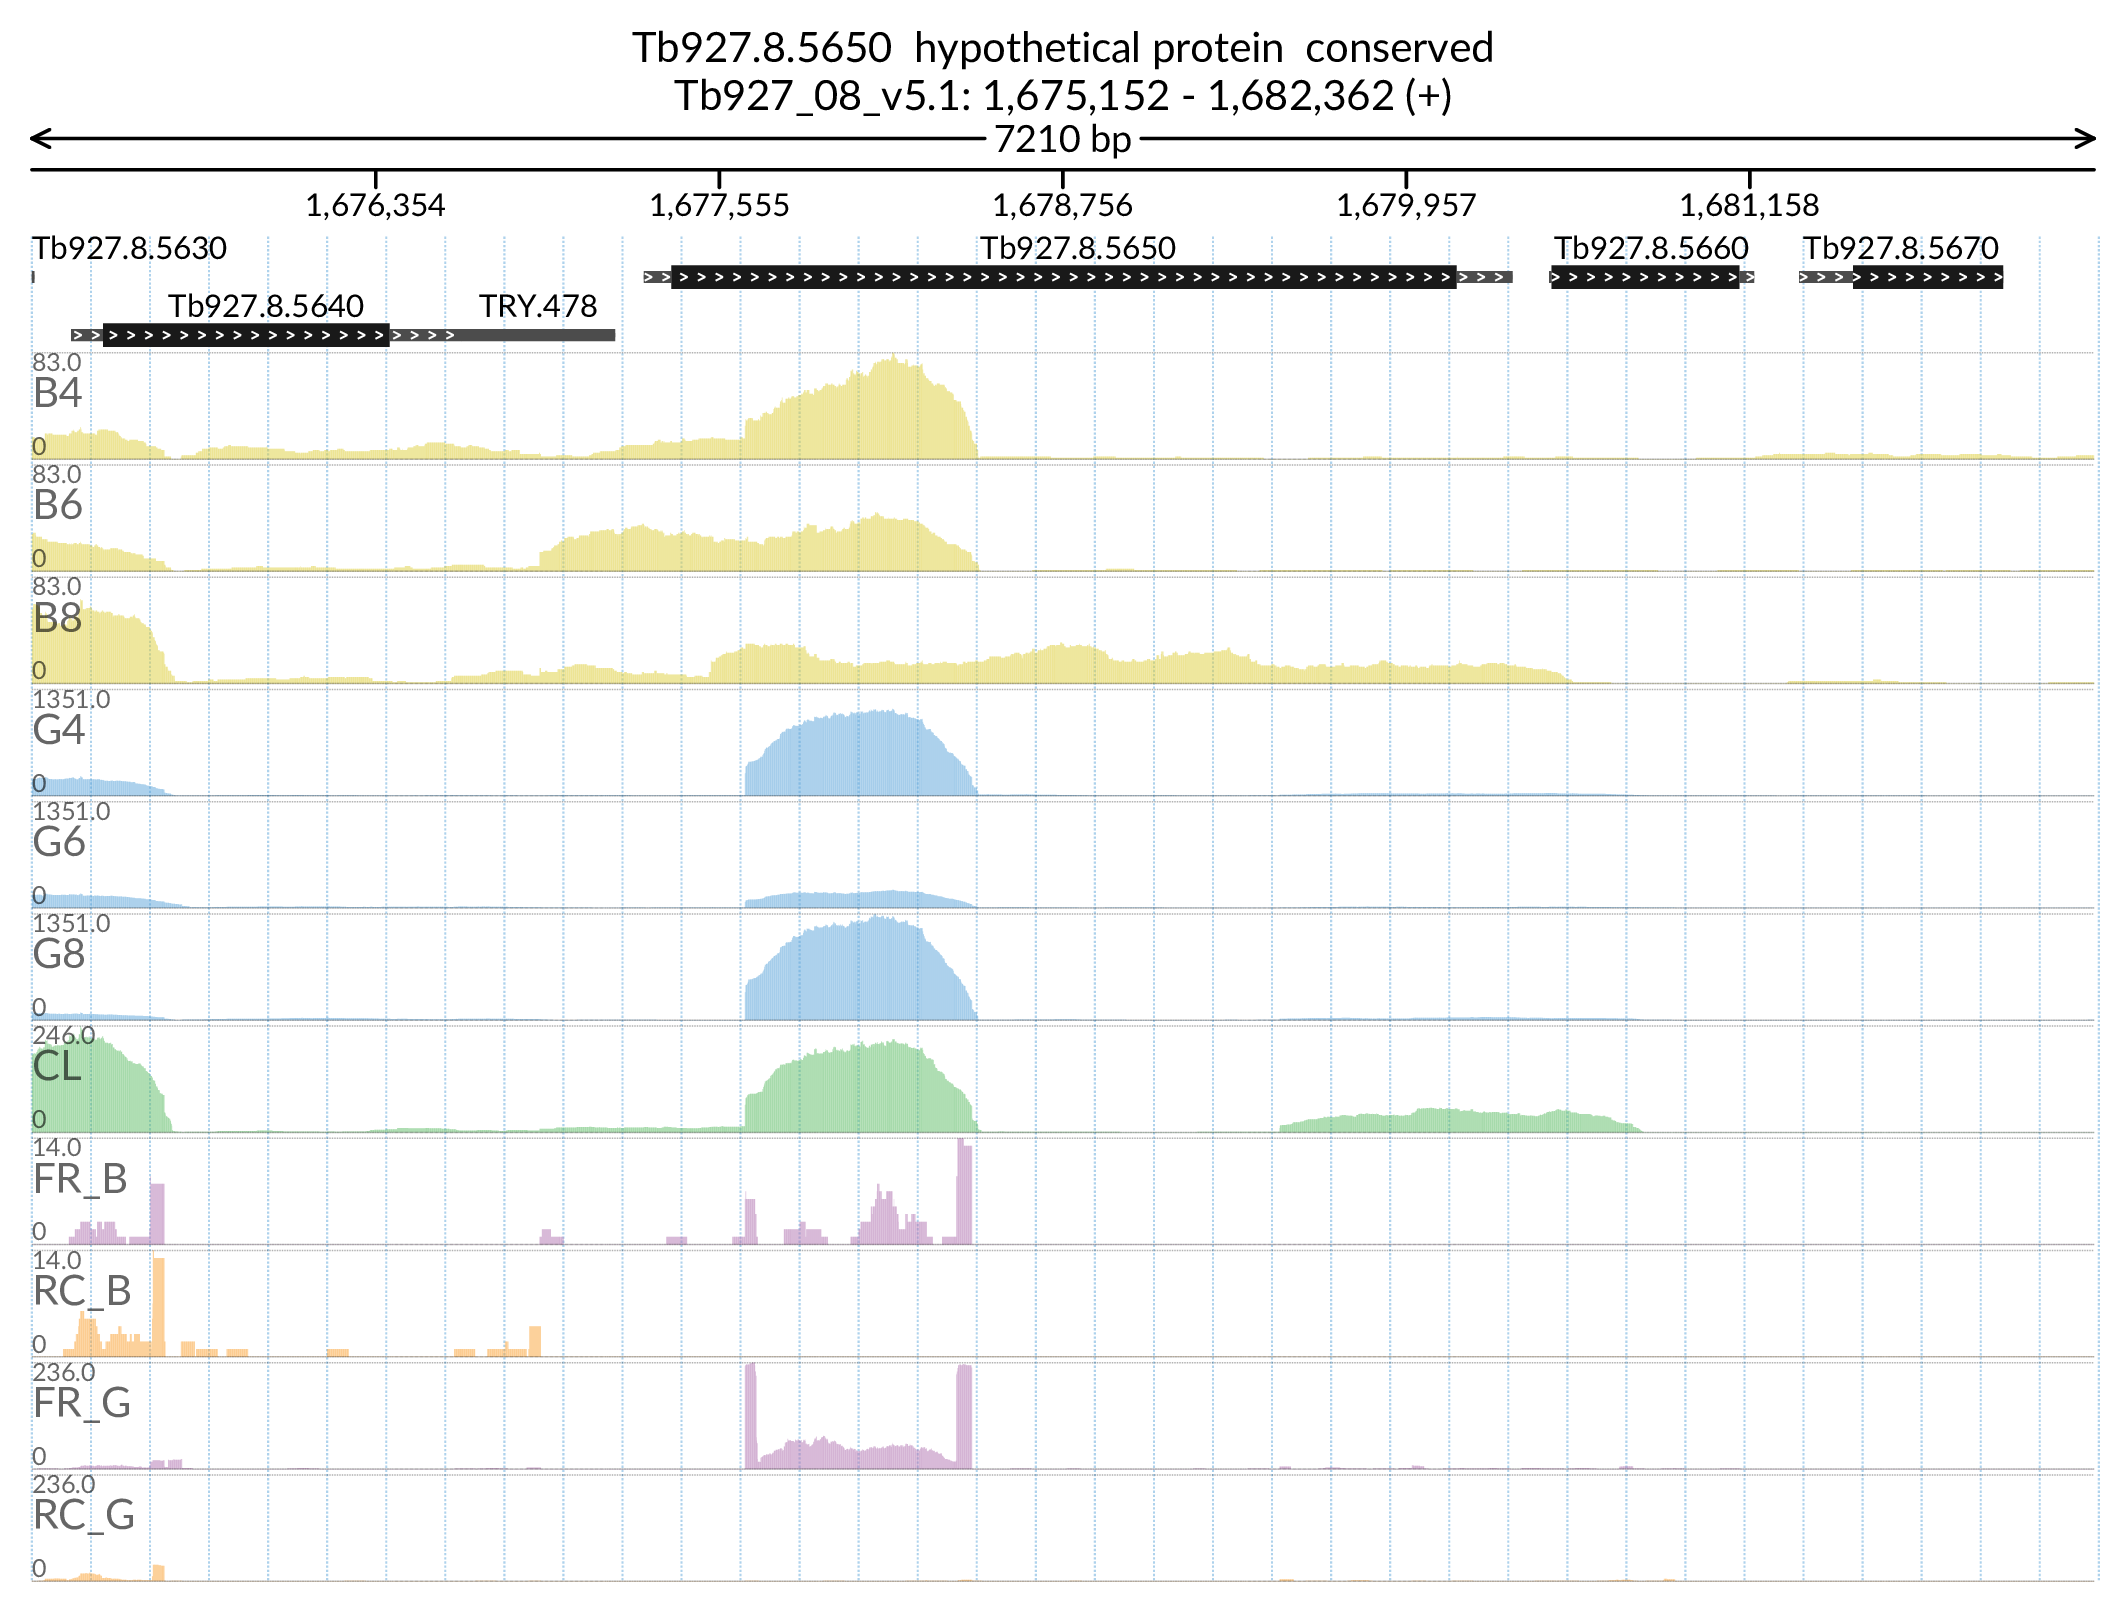 Tb927.8.5650 hypothetical protein conserved
Tb927_08_v5.1: 1,675,152 - 1,682,362 (+)
7210 bp
1,676,354 1,677,555 1,678,756 1,679,957 1,681,158
Tb927.8.5630 Tb927.8.5650 Tb927.8.5660 Tb927.8.5670
Tb927.8.5640 TRY.478
83.0
B4
0
83.0
B6
0
83.0
B8
0
1351.0
G4
0
1351.0
G6
0
1351.0
G8
0
246.0
CL
0
14.0
FR_B
0
14.0
RC_B
0
236.0
FR_G
0
236.0
RC_G
0